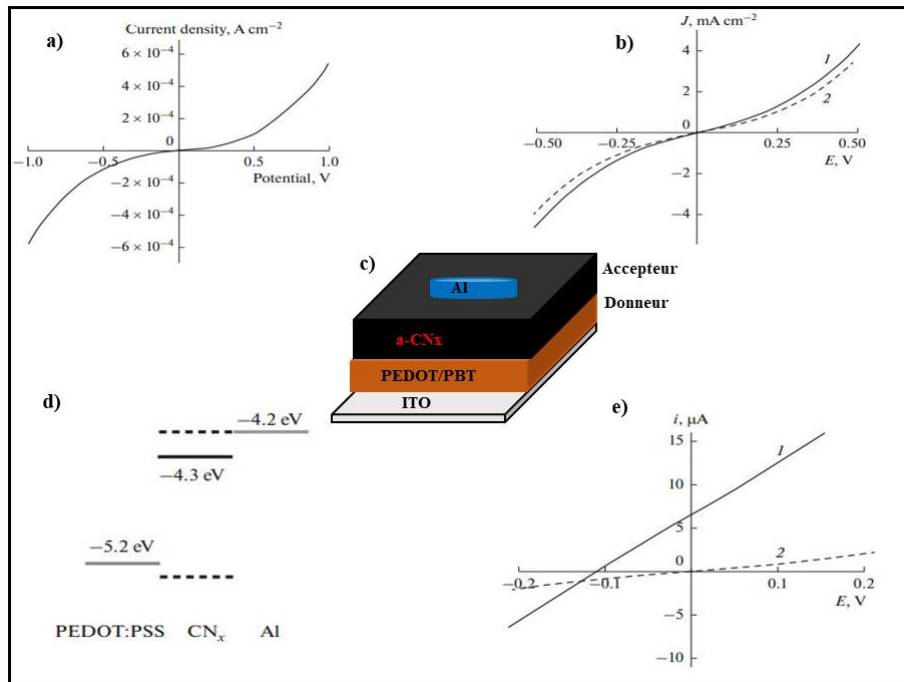 a)
Current density, A cm−2
6 × 10−4
4 × 10−4
2 × 10−4
0
−1.0
−0.5
0.5
1.0
Potential, V
−2 × 10−4
−4 × 10−4
−6 × 10−4
b)
J, mA cm−2
4
2
0
−2
−4
1
2
−0.50
−0.25
0.25
0.50
E, V
c)
Al
Accepteur
Donneur
a-CNx
PEDOT/PBT
ITO
d)
−4.2 eV
−4.3 eV
−5.2 eV
PEDOT:PSS CNx Al
e)
i, μA
15
10
5
0
−5
−10
1
2
−0.2
−0.1
0.1
0.2
E, V